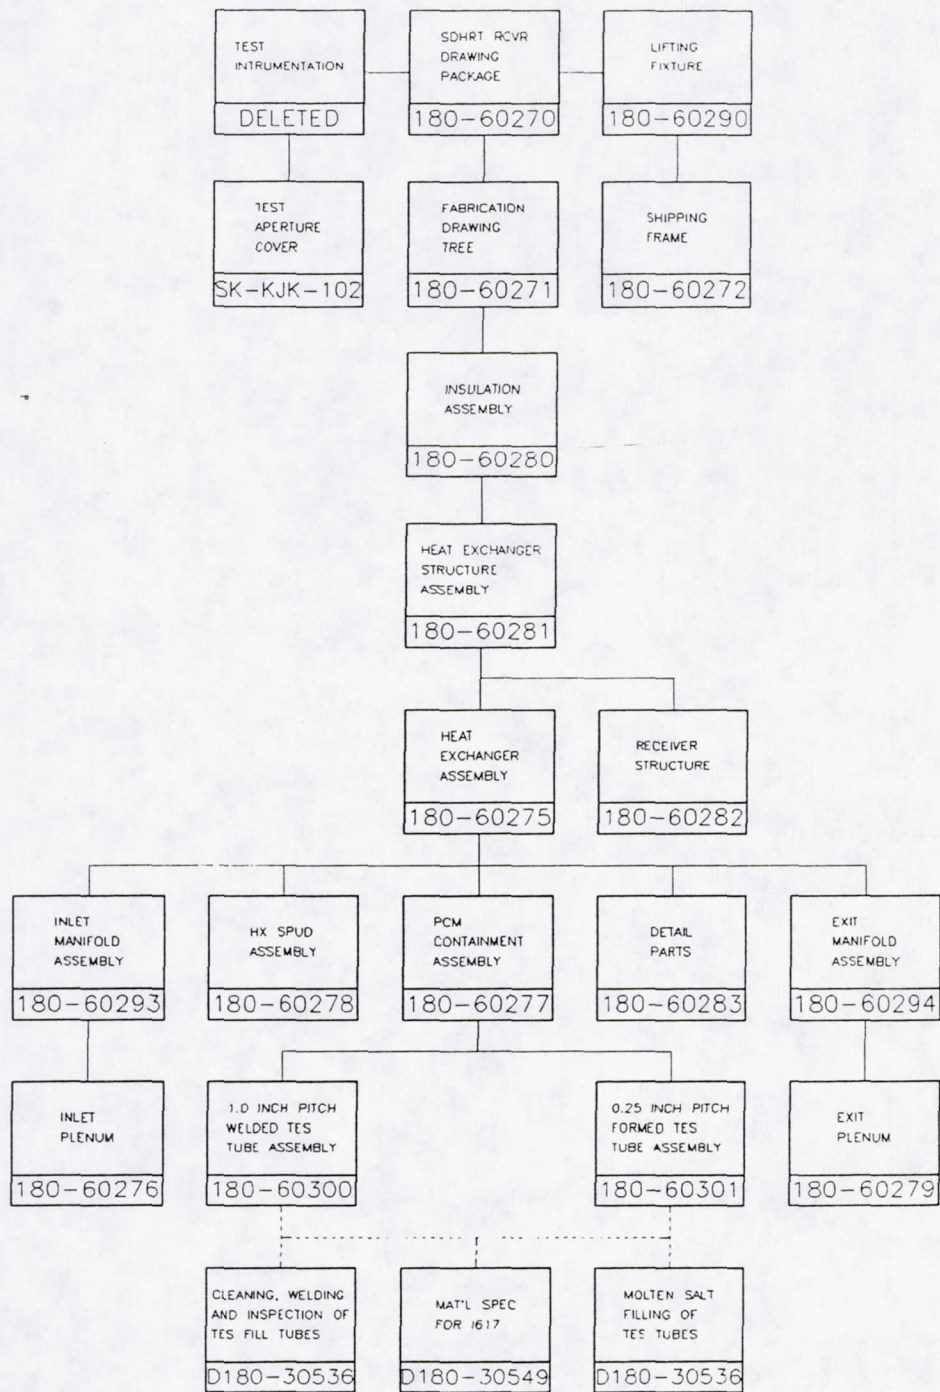 TEST
INTRUMENTATION
DELETED
SDHRT RCVR
DRAWING
PACKAGE
180-60270
LIFTING
FIXTURE
180-60290
TEST
APERTURE
COVER
SK-KJK-102
FABRICATION
DRAWING
TREE
180-60271
SHIPPING
FRAME
180-60272
INSULATION
ASSEMBLY
180-60280
HEAT EXCHANGER
STRUCTURE
ASSEMBLY
180-60281
HEAT
EXCHANGER
ASSEMBLY
180-60275
RECEIVER
STRUCTURE
180-60282
INLET
MANIFOLD
ASSEMBLY
180-60293
HX SPUD
ASSEMBLY
180-60278
PCM
CONTAINMENT
ASSEMBLY
180-60277
DETAIL
PARTS
180-60283
EXIT
MANIFOLD
ASSEMBLY
180-60294
INLET
PLENUM
180-60276
1.0 INCH PITCH
WELDED TES
TUBE ASSEMBLY
180-60300
0.25 INCH PITCH
FORMED TES
TUBE ASSEMBLY
180-60301
EXIT
PLENUM
180-60279
CLEANING, WELDING
AND INSPECTION OF
TES FILL TUBES
D180-30536
MAT'L SPEC
FOR 1617
D180-30549
MOLTEN SALT
FILLING OF
TES TUBES
D180-30536